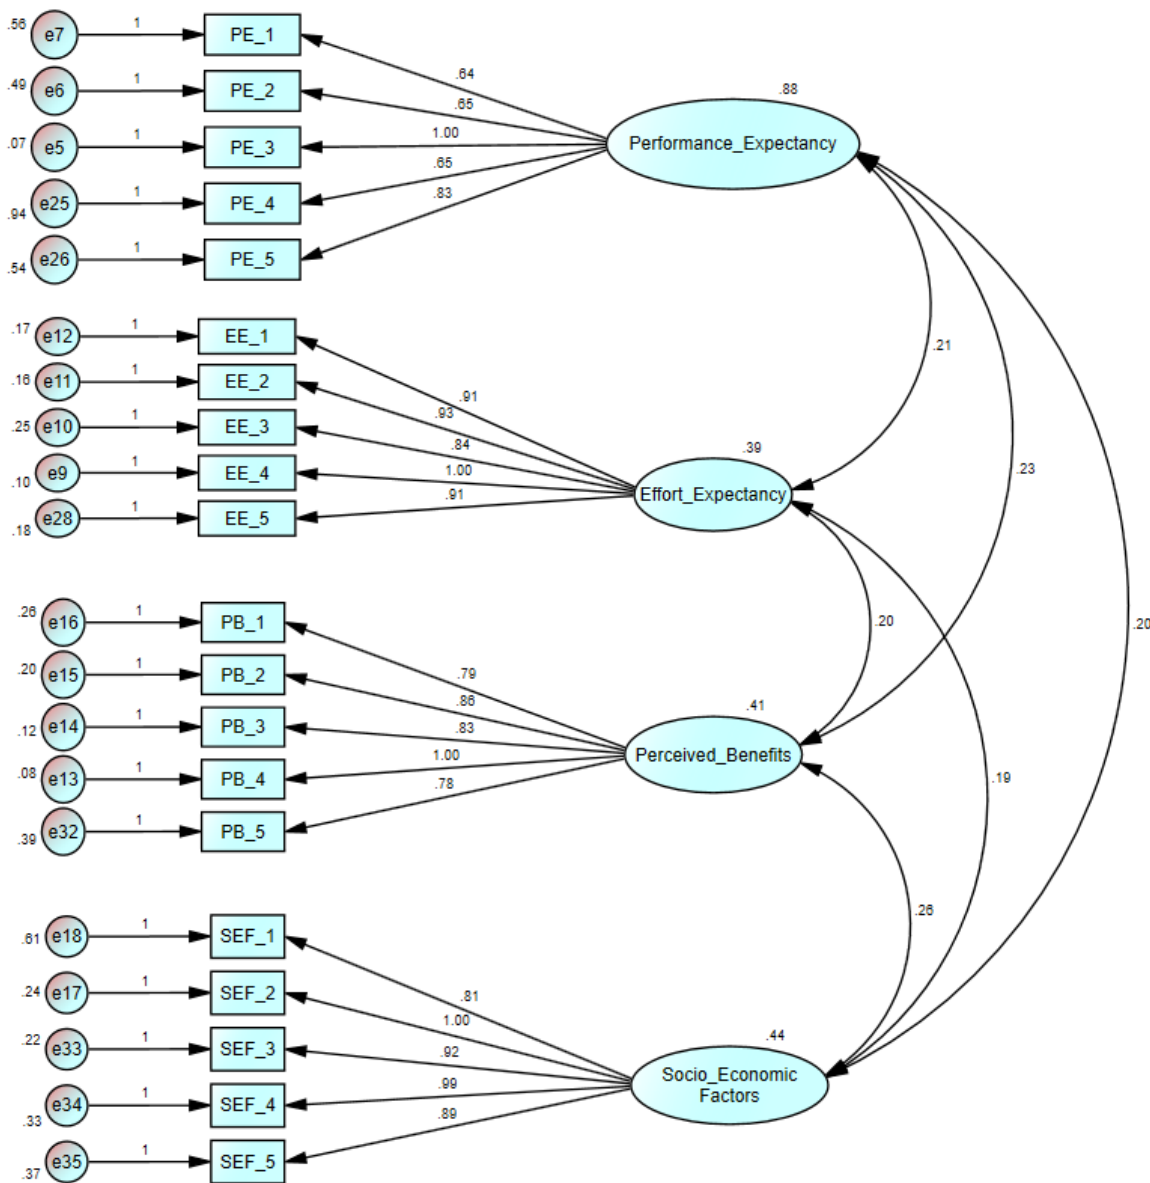 .56 e7 1 PE_1
.49 e6 1 PE_2
.07 e5 1 PE_3
.94 e25 1 PE_4
.54 e26 1 PE_5
.64
.65
1.00
.65
.83
.88
Performance_Expectancy
.17 e12 1 EE_1
.16 e11 1 EE_2
.25 e10 1 EE_3
.10 e9 1 EE_4
.18 e28 1 EE_5
.91
.93
.84
1.00
.91
.39
Effort_Expectancy
.26 e16 1 PB_1
.20 e15 1 PB_2
.12 e14 1 PB_3
.08 e13 1 PB_4
.39 e32 1 PB_5
.79
.86
.83
1.00
.78
.41
Perceived_Benefits
.61 e18 1 SEF_1
.24 e17 1 SEF_2
.22 e33 1 SEF_3
.33 e34 1 SEF_4
.37 e35 1 SEF_5
.81
1.00
.92
.99
.89
.44
Socio_Economic
Factors
.21
.23
.20
.20
.19
.26